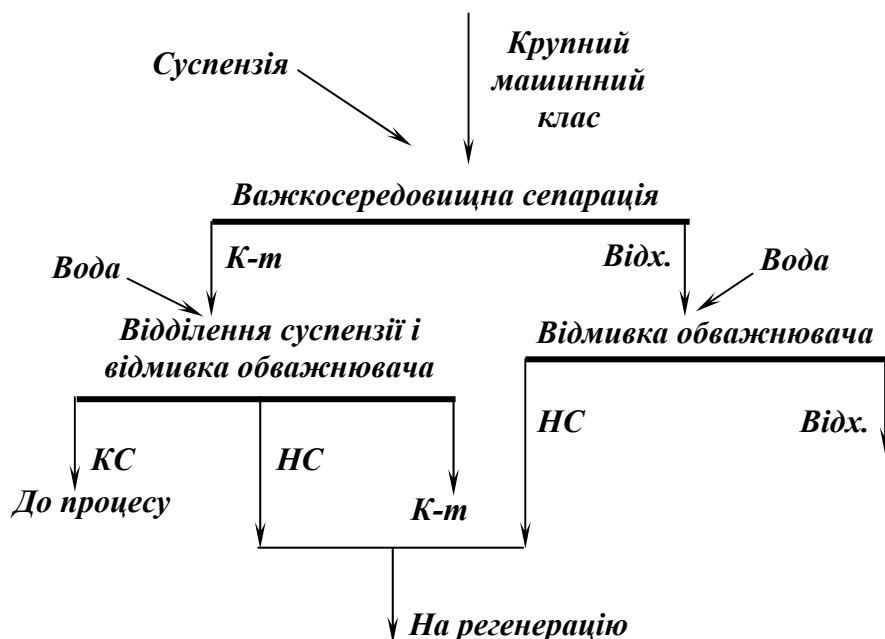 Суспензія
Крупний
машинний
клас
Важкосередовищна сепарація
К-т
Відх.
Вода
Вода
Відділення суспензії і
відмивка обважнювача
Відмивка обважнювача
КС
НС
НС
Відх.
До процесу
К-т
На регенерацію